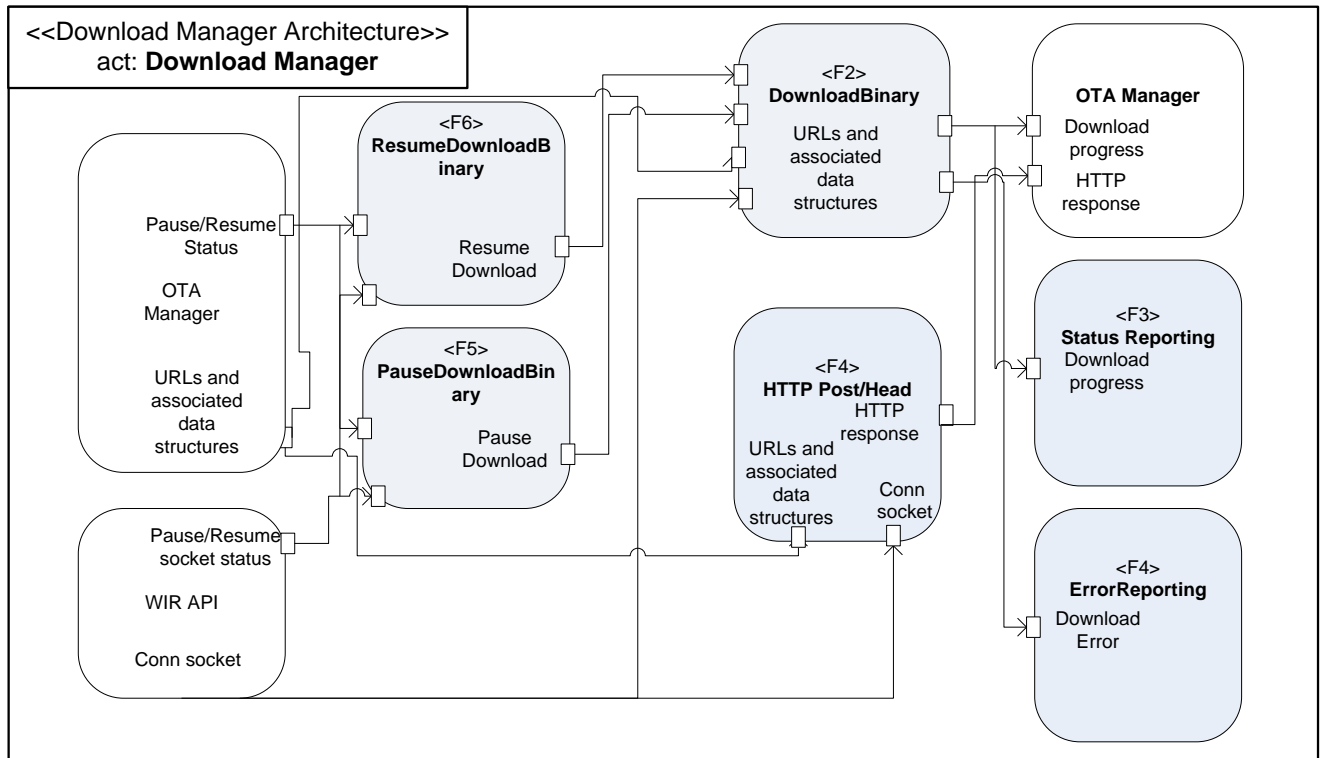 <<Download Manager Architecture>>
act: Download Manager
Pause/Resume
Status
OTA
Manager
URLs and
associated
data
structures
Pause/Resume
socket status
WIR API
Conn socket
<F6>
ResumeDownloadB
inary
Resume
Download
<F5>
PauseDownloadBin
ary
Pause
Download
<F2>
DownloadBinary
URLs and
associated
data
structures
<F4>
HTTP Post/Head
HTTP
response
URLs and
associated
data
structures
Conn
socket
OTA Manager
Download
progress
HTTP
response
<F3>
Status Reporting
Download
progress
<F4>
ErrorReporting
Download
Error